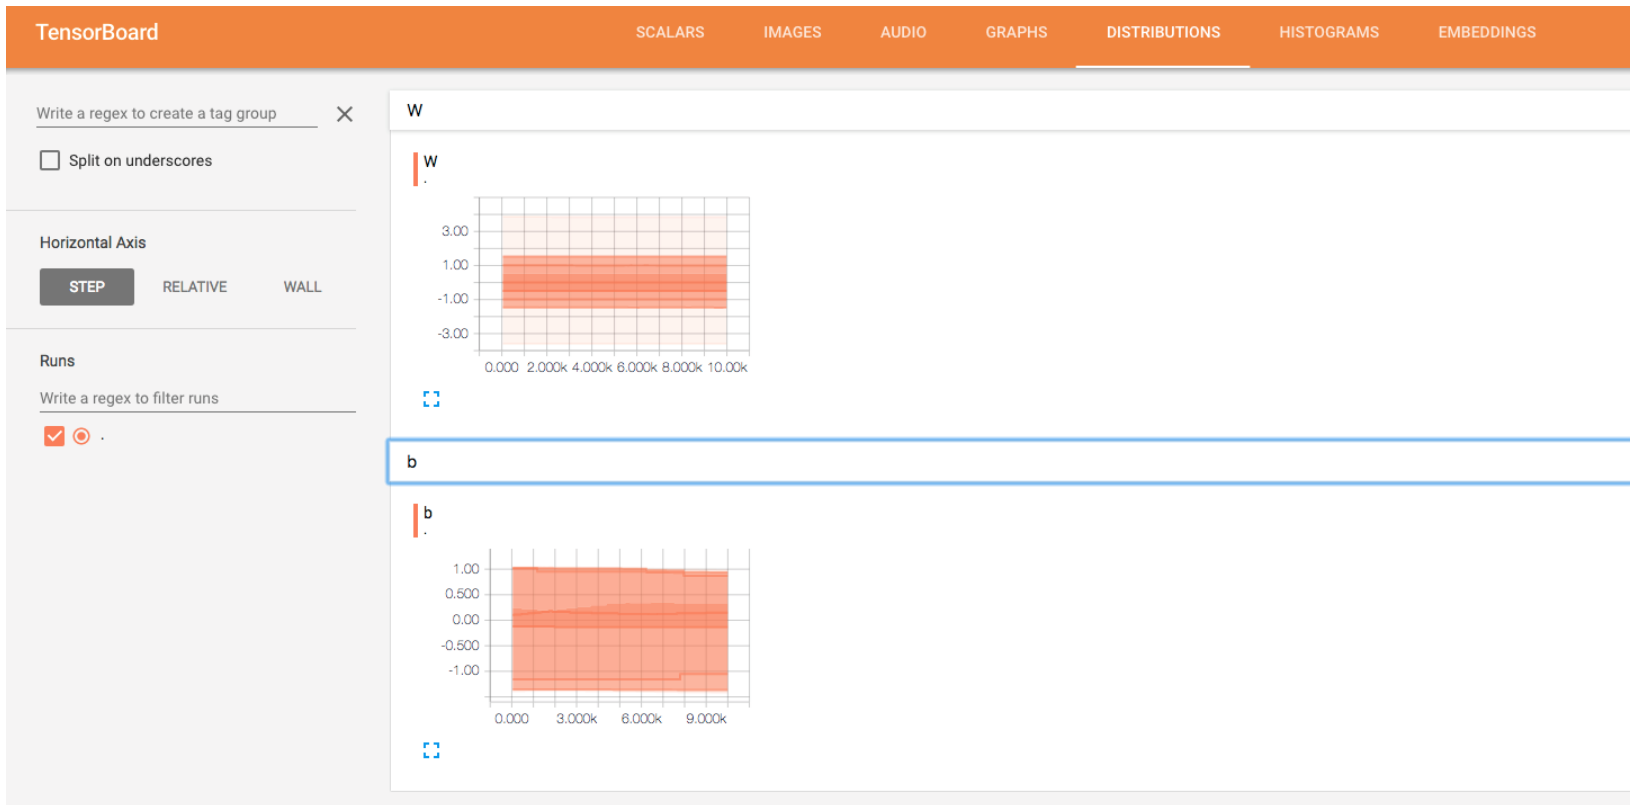 TensorBoard SCALARS IMAGES AUDIO GRAPHS DISTRIBUTIONS HISTOGRAMS EMBEDDINGS
Write a regex to create a tag group
Split on underscores
Horizontal Axis
STEP RELATIVE WALL
Runs
Write a regex to filter runs
.
W
W
.
3.00
1.00
-1.00
-3.00
0.000 2.000k 4.000k 6.000k 8.000k 10.00k
b
b
.
1.00
0.500
0.00
-0.500
-1.00
0.000 3.000k 6.000k 9.000k